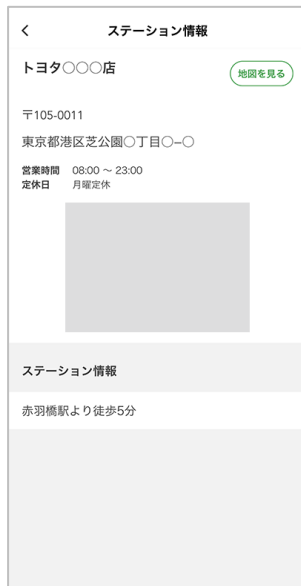 ステーション情報
トヨタ○○○店
地図を見る
〒105-0011
東京都港区芝公園○丁目○−○
営業時間 08:00 〜 23:00
定休日 月曜定休
ステーション情報
赤羽橋駅より徒歩5分